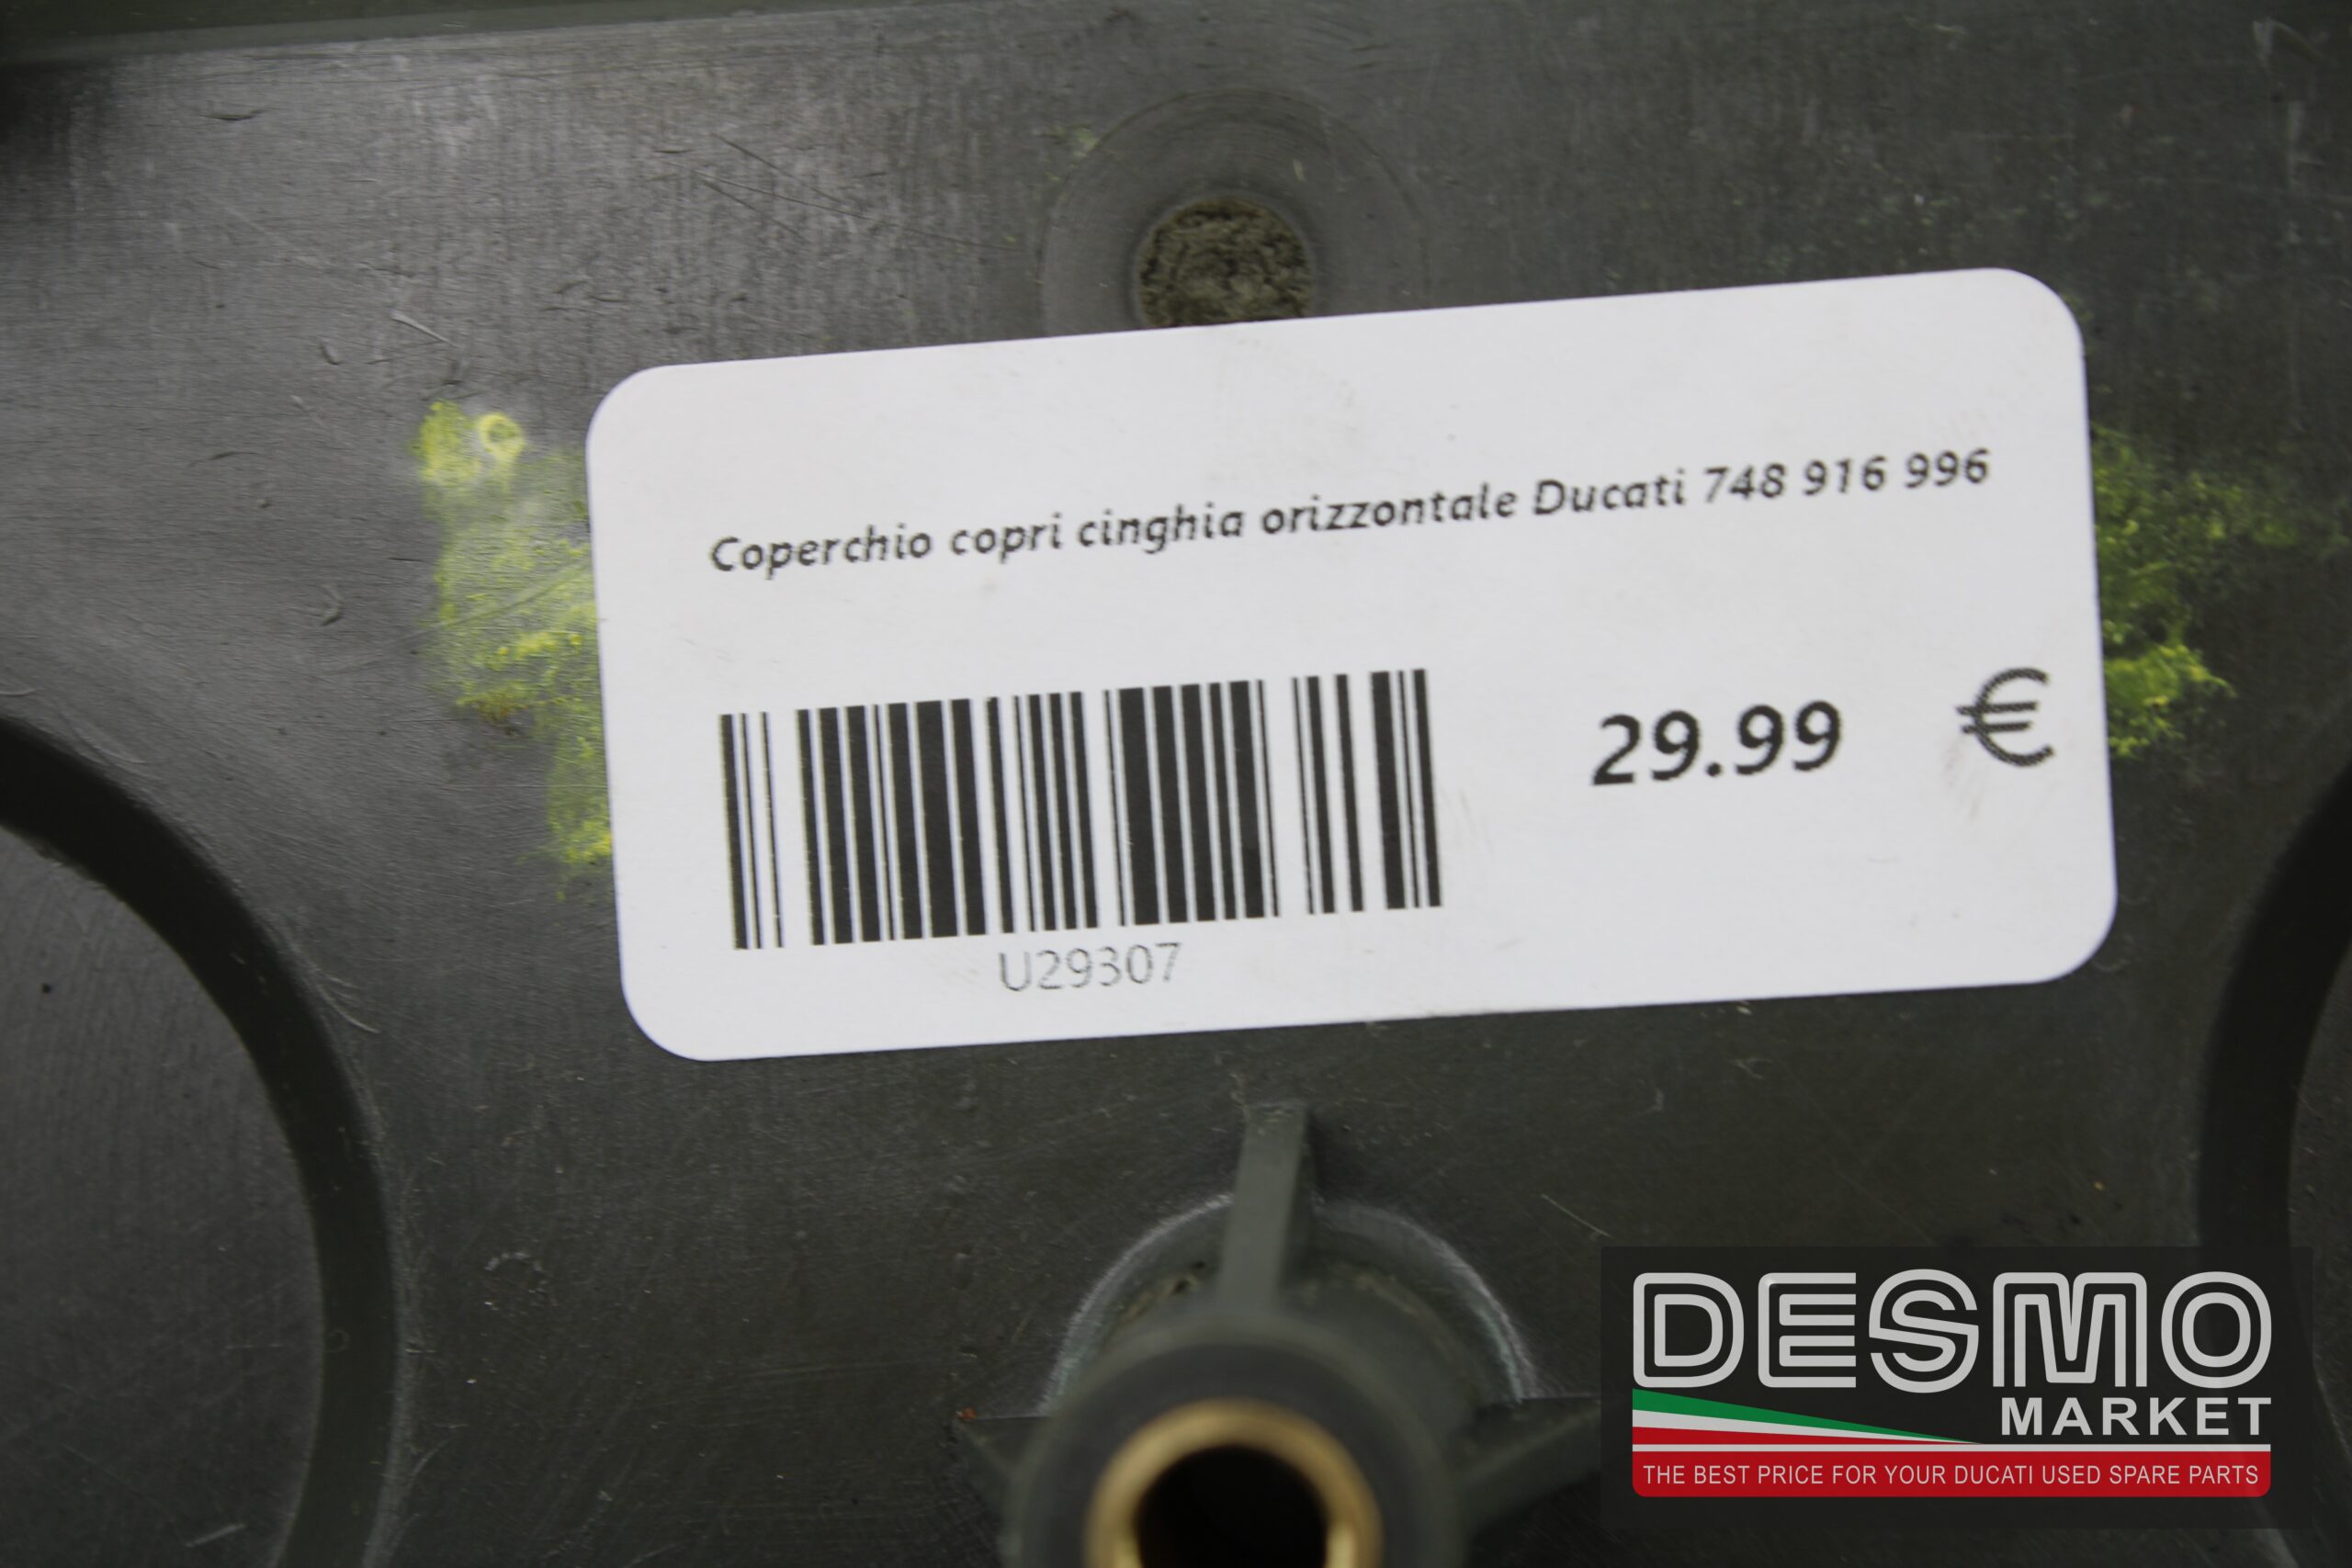 Coperchio copri cinghia orizzontale Ducati 748 916 996
29.99 €
U29307
DESMO
MARKET
THE BEST PRICE FOR YOUR DUCATI USED SPARE PARTS